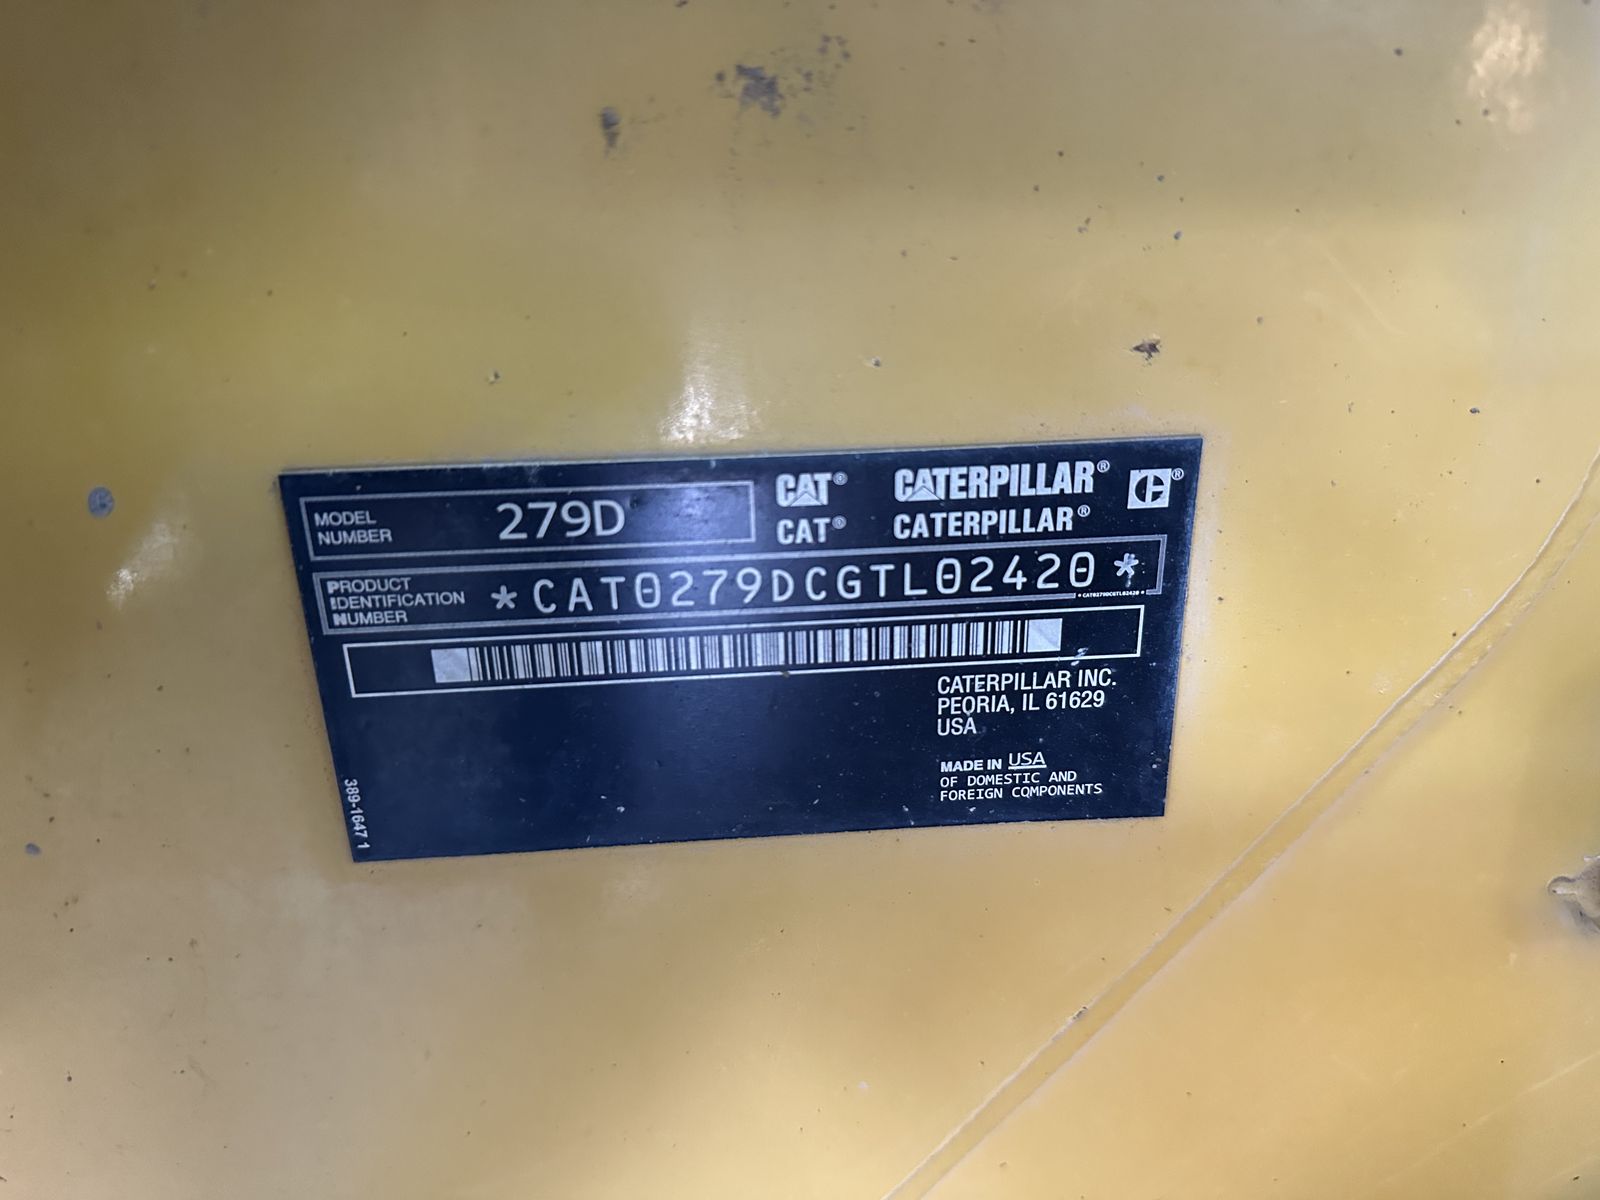 MODEL NUMBER 279D
CAT® CATERPILLAR® ®
CAT® CATERPILLAR®
PRODUCT
IDENTIFICATION
NUMBER
*CAT0279DCGTL02420*
*CAT0279DCGTL02420*
CATERPILLAR INC.
PEORIA, IL 61629
USA
MADE IN USA
OF DOMESTIC AND
FOREIGN COMPONENTS
389-1647 1